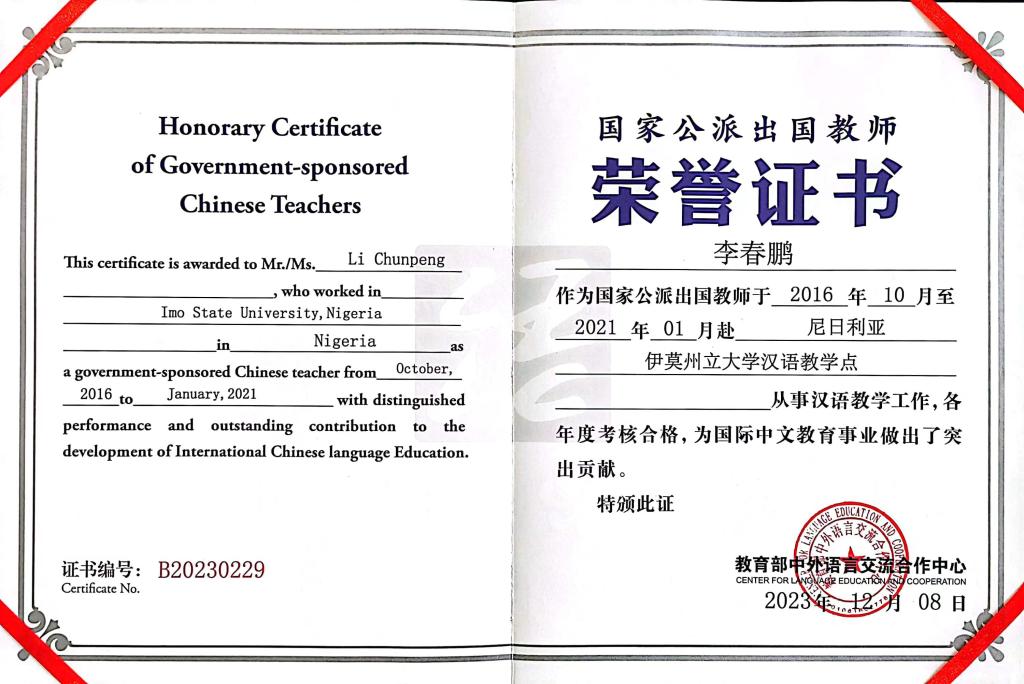 Honorary Certificate
of Government-sponsored
Chinese Teachers
This certificate is awarded to Mr./Ms. Li Chunpeng
, who worked in
Imo State University,Nigeria
in Nigeria as
a government-sponsored Chinese teacher from October,
2016 to January,2021 with distinguished
performance and outstanding contribution to the
development of International Chinese language Education.
证书编号： B20230229
Certificate No.
国家公派出国教师
荣誉证书
李春鹏
作为国家公派出国教师于 2016 年 10 月至
2021 年 01 月赴 尼日利亚
伊莫州立大学汉语教学点
从事汉语教学工作，各
年度考核合格，为国际中文教育事业做出了突
出贡献。
特颁此证
教育部中外语言交流合作中心
CENTER FOR LANGUAGE EDUCATION AND COOPERATION
2023年 12 月 08 日
语